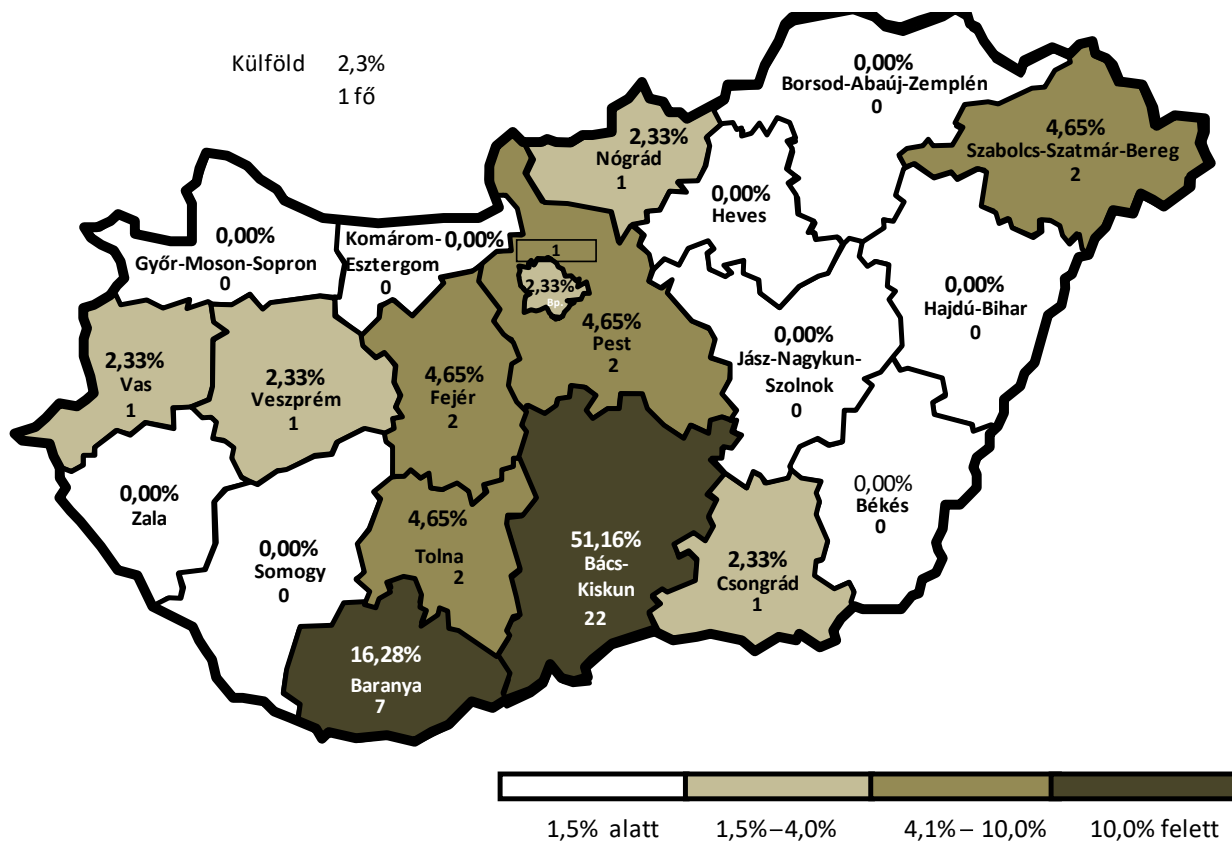 Külföld 2,3%
1 fő
0,00%
Borsod-Abaúj-Zemplén
0
4,65%
Szabolcs-Szatmár-Bereg
2
2,33%
Nógrád
1
0,00%
Heves
0,00%
Győr-Moson-Sopron
0
Komárom- 0,00%
Esztergom
0
1
2,33%
Bp.
4,65%
Pest
2
0,00%
Hajdú-Bihar
0
0,00%
Jász-Nagykun-
Szolnok
0
2,33%
Vas
1
2,33%
Veszprém
1
4,65%
Fejér
2
0,00%
Zala
0,00%
Somogy
0
4,65%
Tolna
2
51,16%
Bács-
Kiskun
22
0,00%
Békés
0
2,33%
Csongrád
1
16,28%
Baranya
7
1,5% alatt 1,5%–4,0% 4,1% – 10,0% 10,0% felett